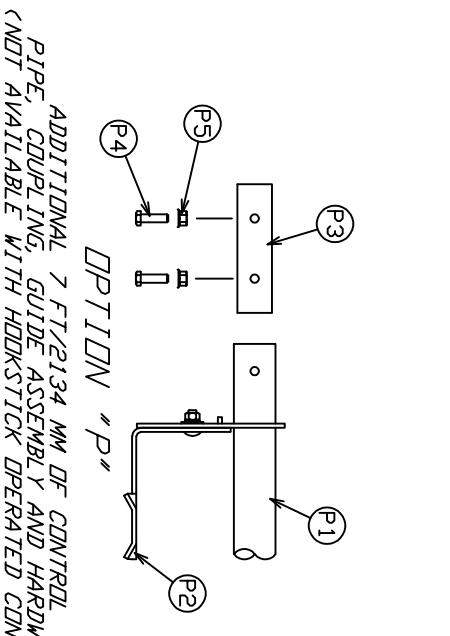 P5
P4
P3
P1
P2
OPTION "P"
ADDITIONAL 7 FT/2134 MM OF CONTROL
PIPE, COUPLING, GUIDE ASSEMBLY AND HARDW
(NOT AVAILABLE WITH HOOKSTICK OPERATED CON